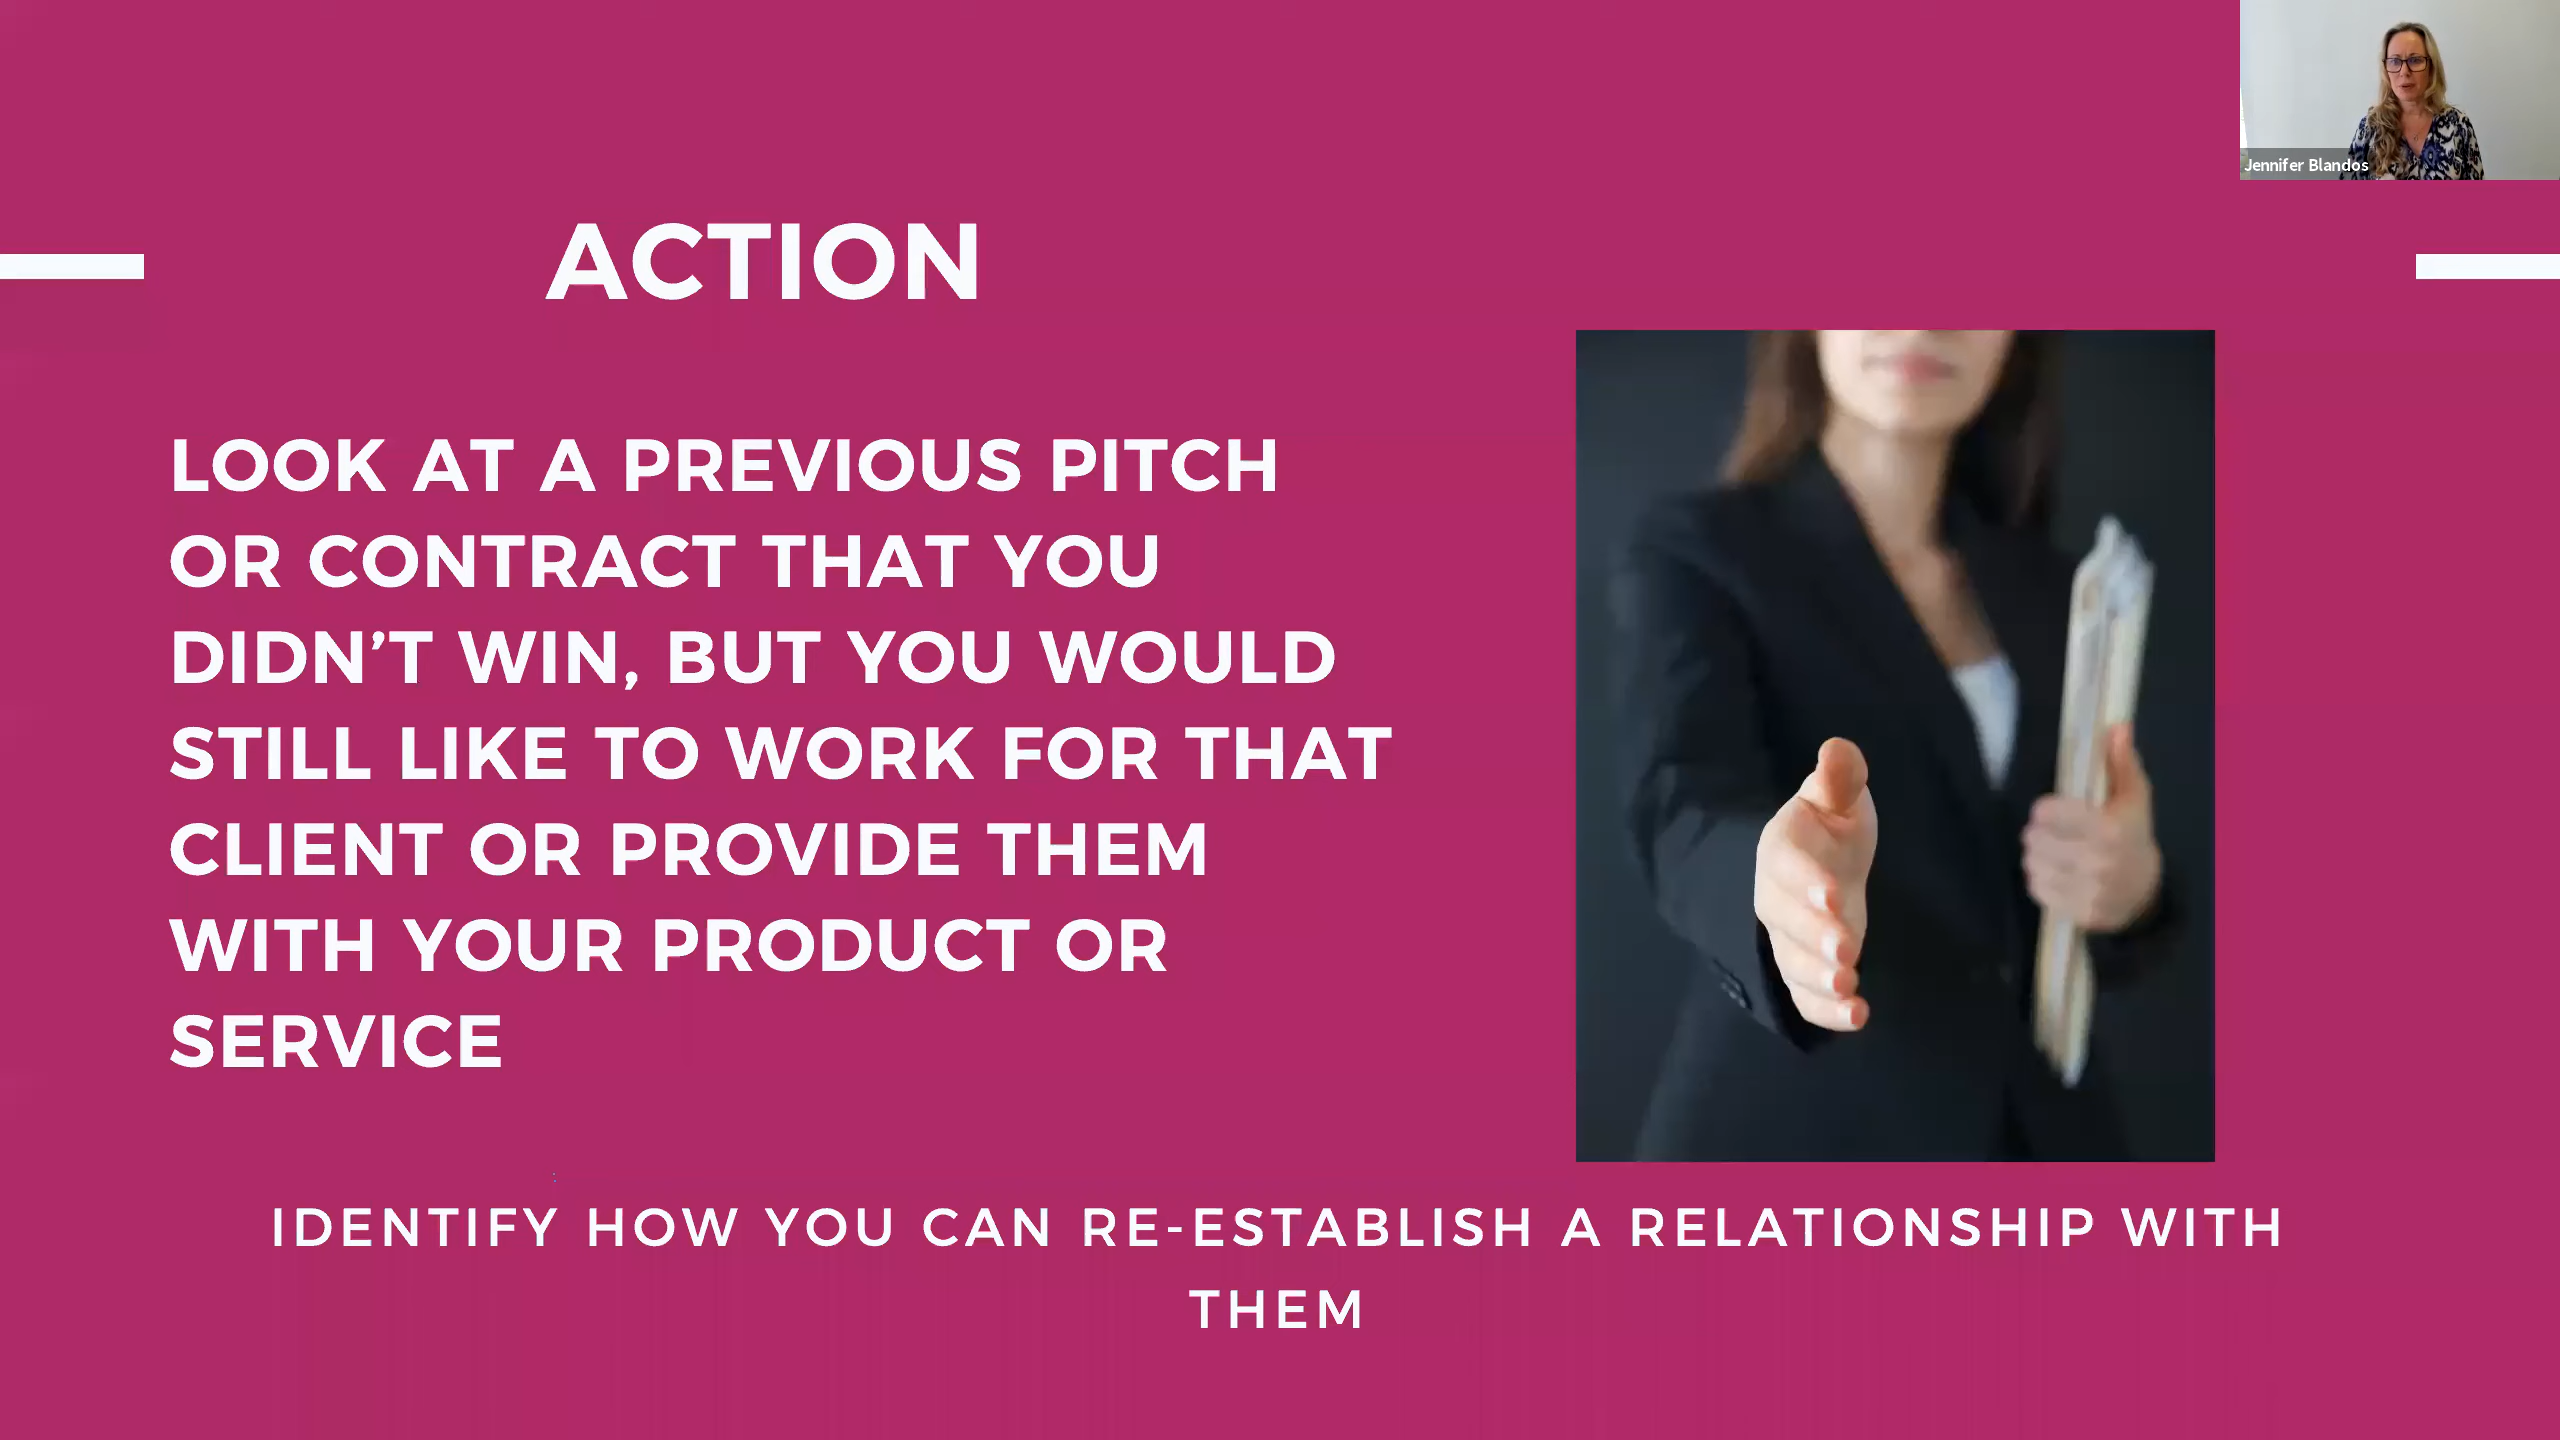 Jennifer Blandos
ACTION
LOOK AT A PREVIOUS PITCH
OR CONTRACT THAT YOU
DIDN’T WIN, BUT YOU WOULD
STILL LIKE TO WORK FOR THAT
CLIENT OR PROVIDE THEM
WITH YOUR PRODUCT OR
SERVICE
IDENTIFY HOW YOU CAN RE-ESTABLISH A RELATIONSHIP WITH
THEM